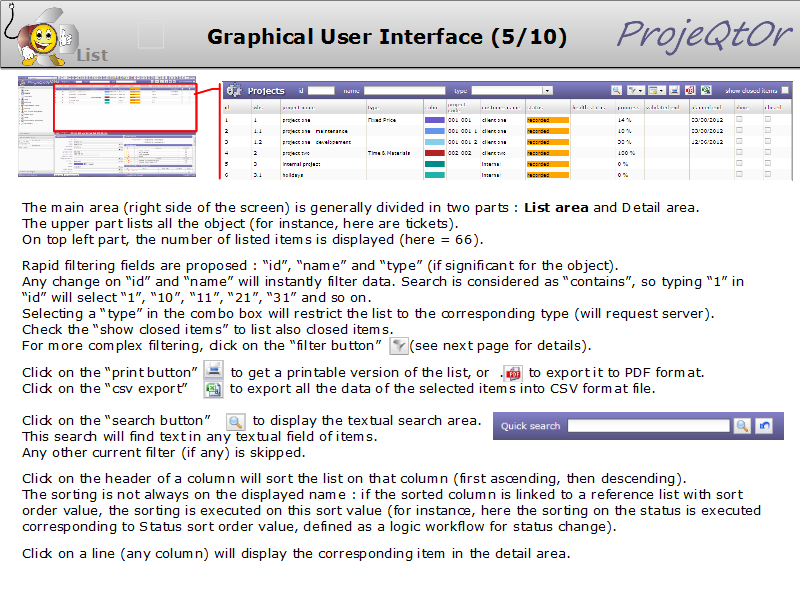 Graphical User Interface (5/10)
ProjeQtOr
List
Projects id name type show closed items
id project name type color project code client name status health status progress validated end planned end done closed
1 1 project one Fixed Price 001 001 client one recorded 14 % 03/30/2012
2 1.1 project one maintenance 001 001 1 client one recorded 10 %
3 1.2 project one developement 001 001 2 client one recorded 30 %
4 2 project two Time & Materials 002 002 client two recorded 100 %
5 3 internal project internal recorded 0 %
6 3.1 holidays internal recorded 0 %
The main area (right side of the screen) is generally divided in two parts : List area and Detail area.
The upper part lists all the object (for instance, here are tickets).
On top left part, the number of listed items is displayed (here = 66).
Rapid filtering fields are proposed : “id”, “name” and “type” (if significant for the object).
Any change on “id” and “name” will instantly filter data. Search is considered as “contains”, so typing “1” in
“id” will select “1”, “10”, “11”, “21”, “31” and so on.
Selecting a “type” in the combo box will restrict the list to the corresponding type (will request server).
Check the “show closed items” to list also closed items.
For more complex filtering, click on the “filter button” (see next page for details).
Click on the “print button” to get a printable version of the list, or . to export it to PDF format.
Click on the “csv export” to export all the data of the selected items into CSV format file.
Click on the “search button” to display the textual search area.
Quick search
This search will find text in any textual field of items.
Any other current filter (if any) is skipped.
Click on the header of a column will sort the list on that column (first ascending, then descending).
The sorting is not always on the displayed name : if the sorted column is linked to a reference list with sort
order value, the sorting is executed on this sort value (for instance, here the sorting on the status is executed
corresponding to Status sort order value, defined as a logic workflow for status change).
Click on a line (any column) will display the corresponding item in the detail area.